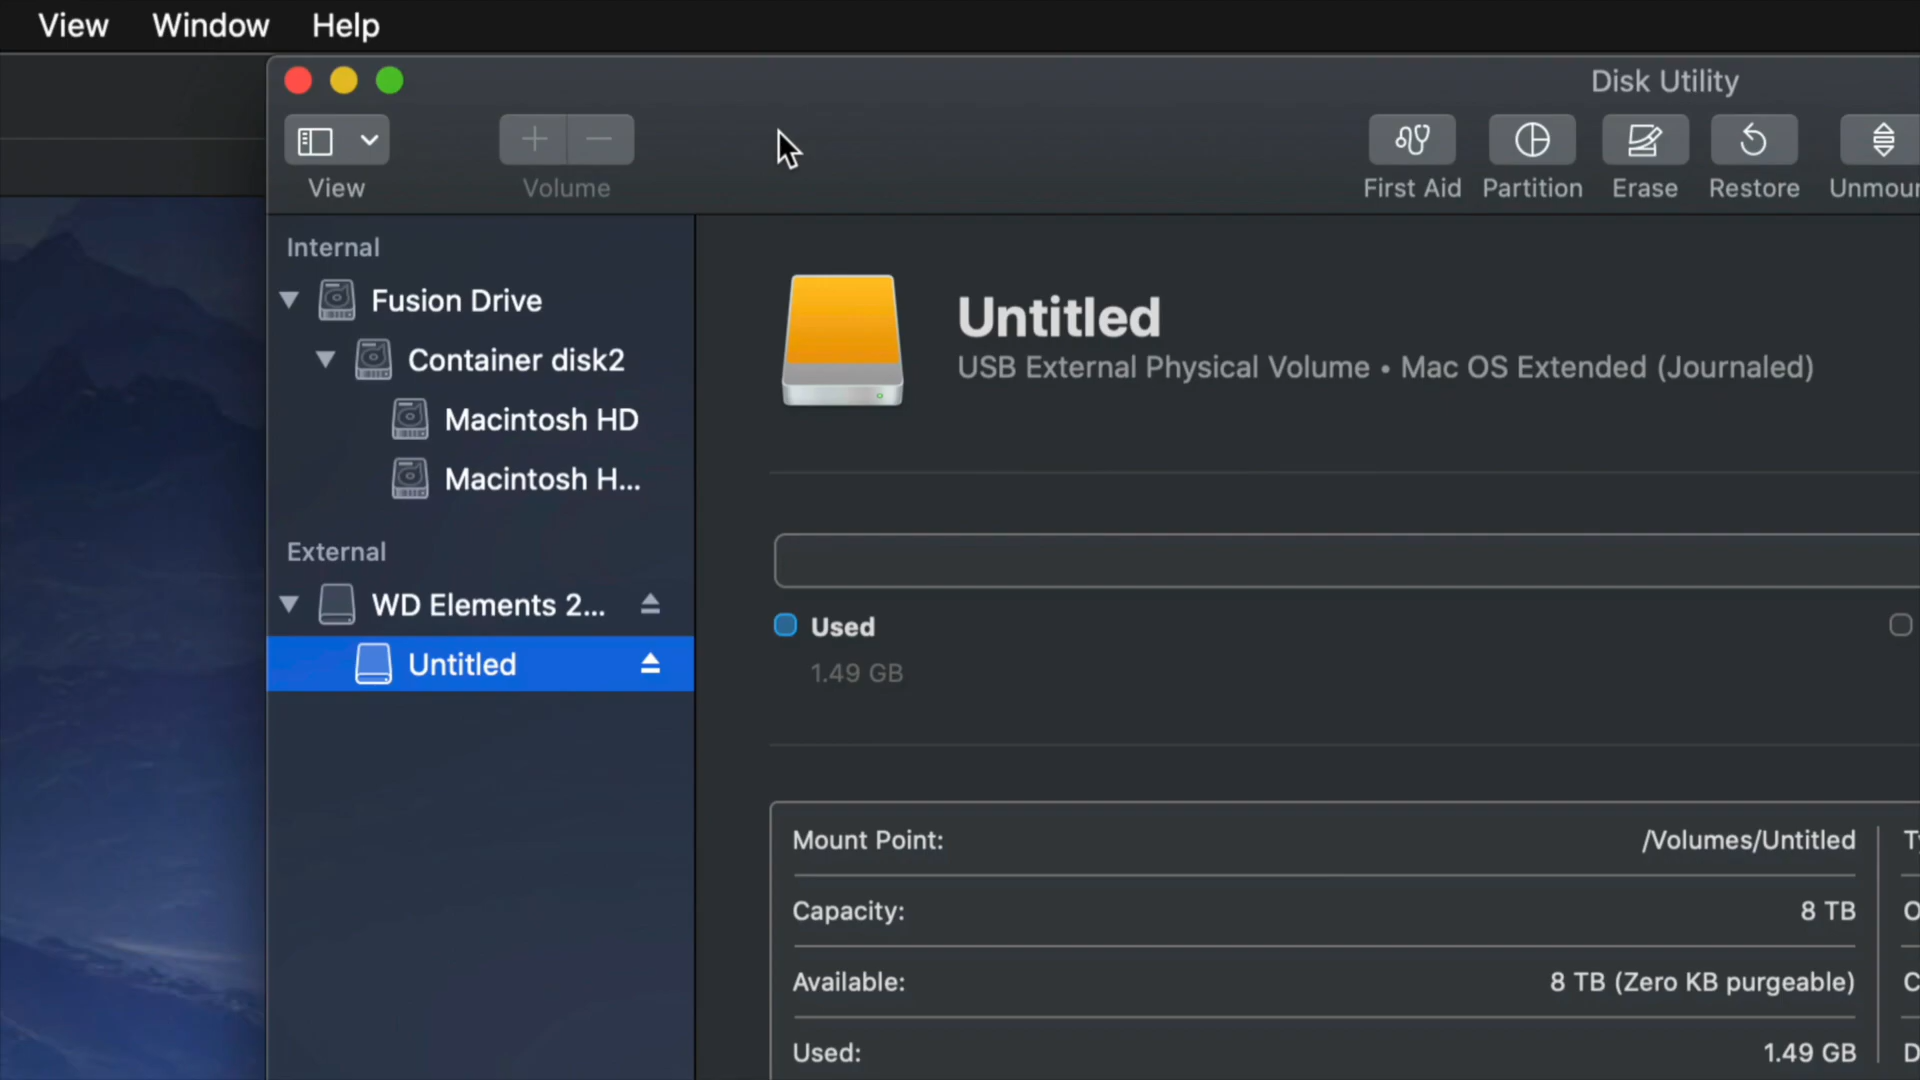 View Window Help
Disk Utility
View
Volume
First Aid
Partition
Erase
Restore
Internal
Fusion Drive
Container disk2
Macintosh HD
Macintosh H...
External
WD Elements 2...
Untitled
Untitled
USB External Physical Volume • Mac OS Extended (Journaled)
Used
1.49 GB
Mount Point: /Volumes/Untitled
Capacity: 8 TB
Available: 8 TB (Zero KB purgeable)
Used: 1.49 GB